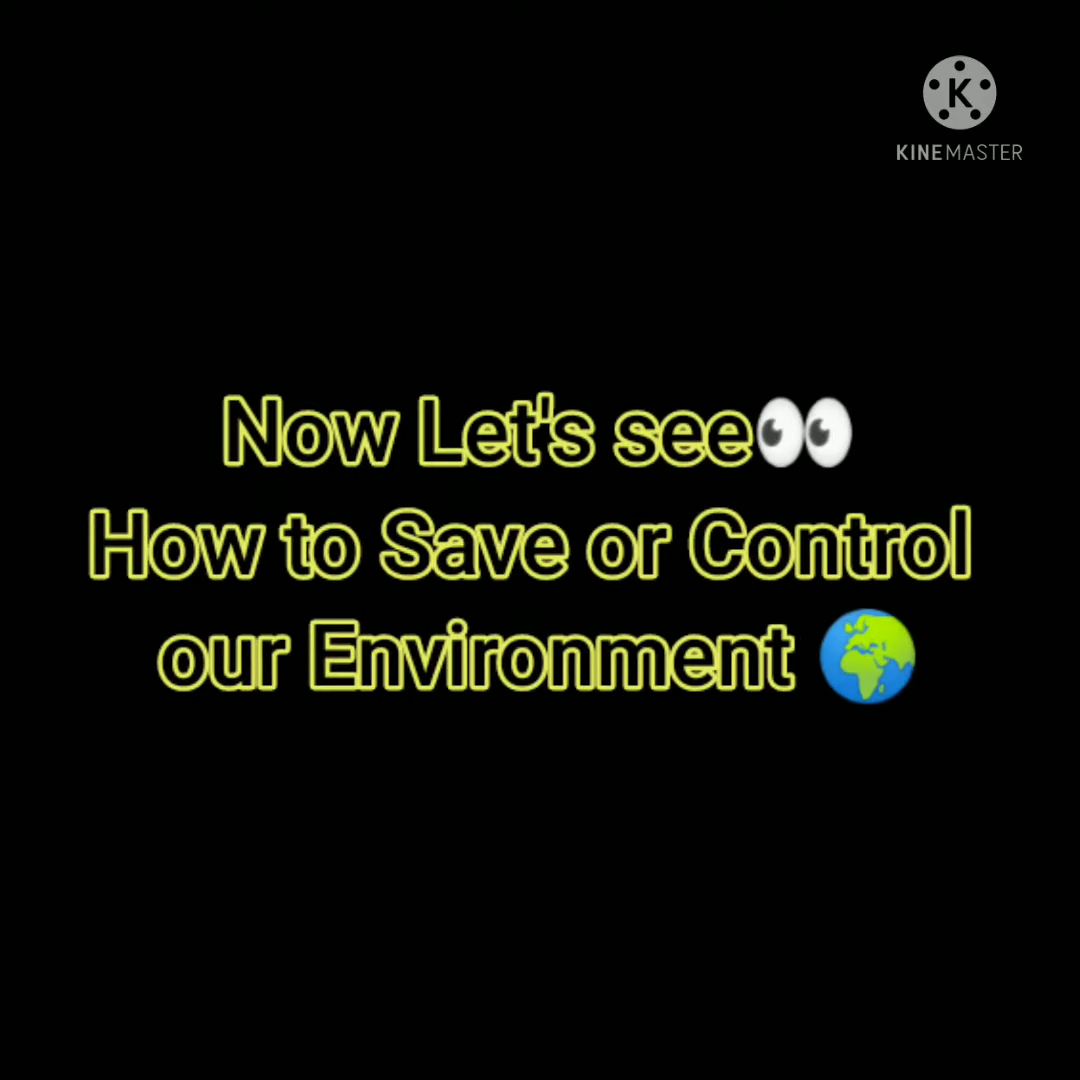 K
KINEMASTER
Now Let's see👀
How to Save or Control
our Environment 🌍